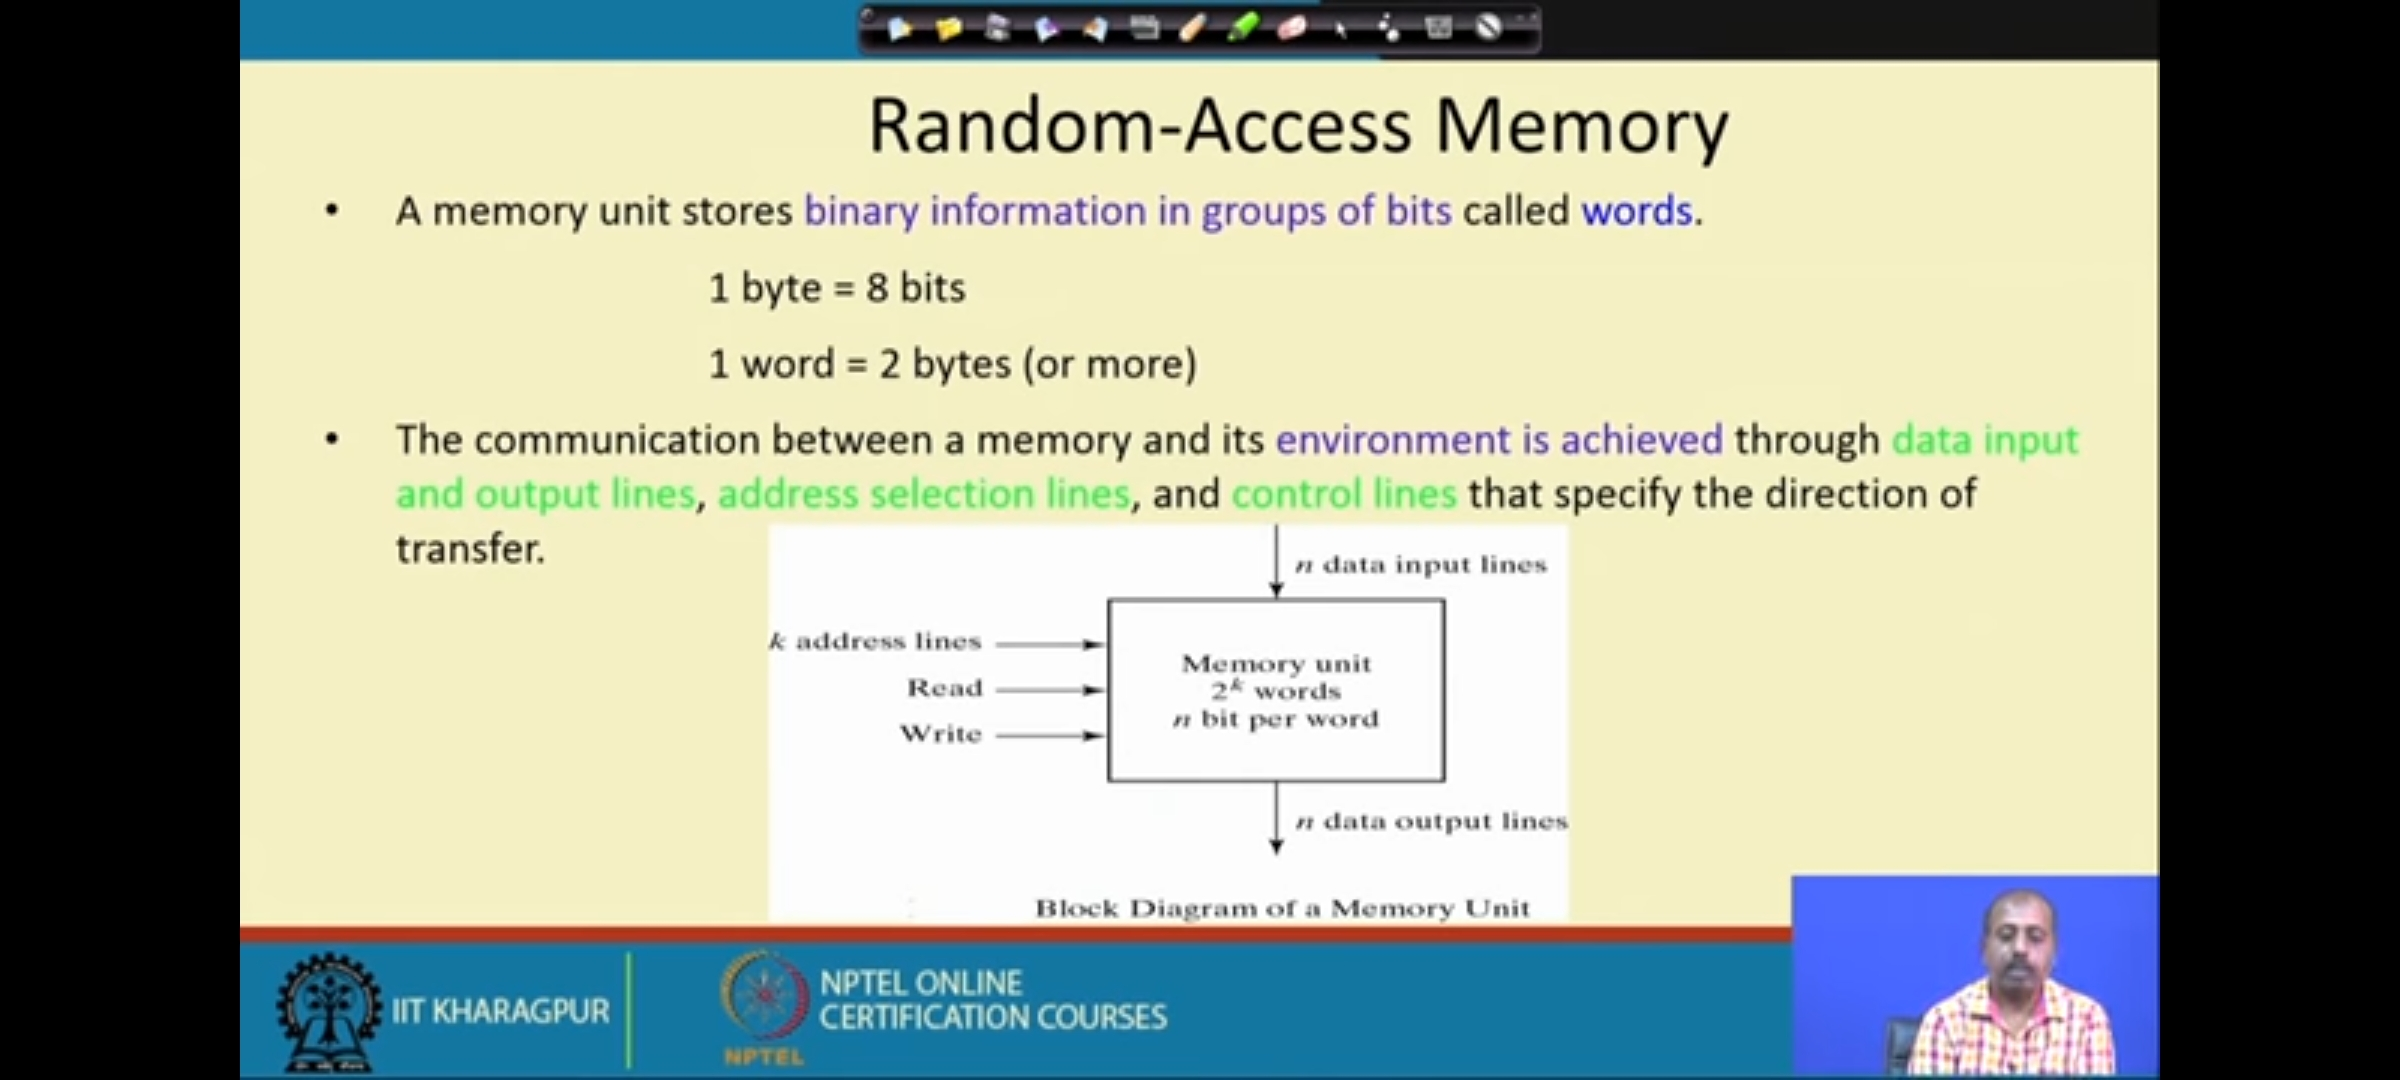 Random-Access Memory
• A memory unit stores binary information in groups of bits called words.
1 byte = 8 bits
1 word = 2 bytes (or more)
• The communication between a memory and its environment is achieved through data input
and output lines, address selection lines, and control lines that specify the direction of
transfer.
n data input lines
k address lines
Read
Write
Memory unit
2^k words
n bit per word
n data output lines
Block Diagram of a Memory Unit
IIT KHARAGPUR
NPTEL
NPTEL ONLINE
CERTIFICATION COURSES